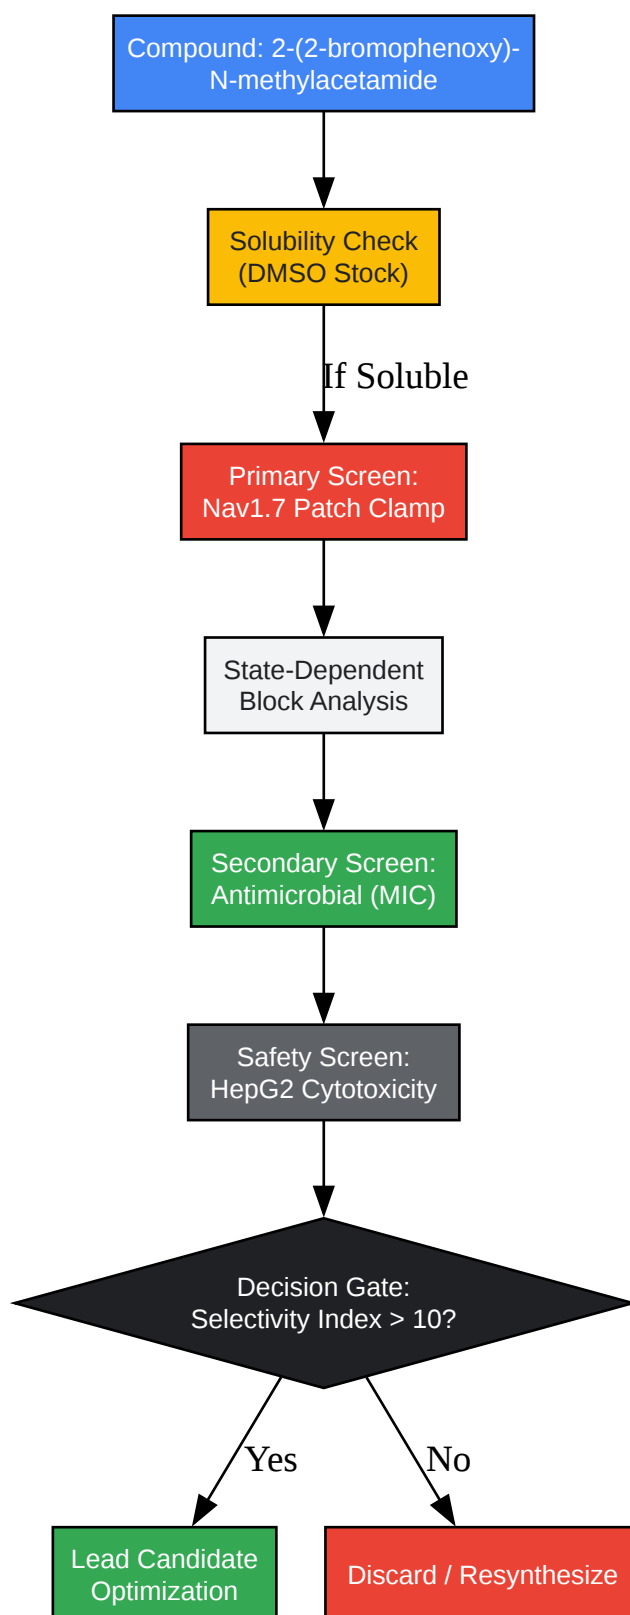 Compound: 2-(2-bromophenoxy)-
N-methylacetamide
Solubility Check
(DMSO Stock)
If Soluble
Primary Screen:
Nav1.7 Patch Clamp
State-Dependent
Block Analysis
Secondary Screen:
Antimicrobial (MIC)
Safety Screen:
HepG2 Cytotoxicity
Decision Gate:
Selectivity Index > 10?
Yes
No
Lead Candidate
Optimization
Discard / Resynthesize